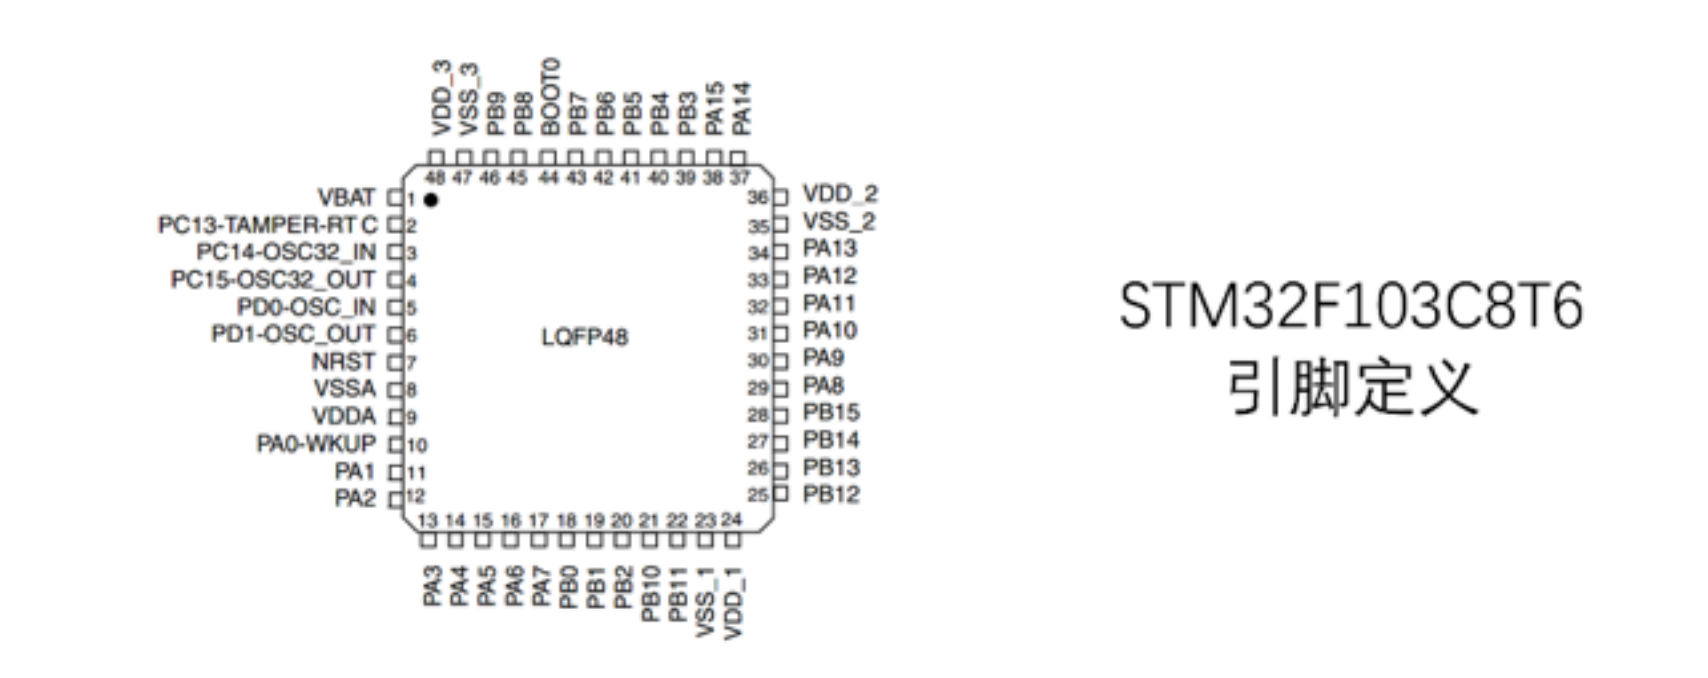 VDD_3
VSS_3
PB9
PB8
BOOT0
PB7
PB6
PB5
PB4
PB3
PA15
PA14
48 47 46 45 44 43 42 41 40 39 38 37
VBAT 1
PC13-TAMPER-RTC 2
PC14-OSC32_IN 3
PC15-OSC32_OUT 4
PD0-OSC_IN 5
PD1-OSC_OUT 6
NRST 7
VSSA 8
VDDA 9
PA0-WKUP 10
PA1 11
PA2 12
LQFP48
36 VDD_2
35 VSS_2
34 PA13
33 PA12
32 PA11
31 PA10
30 PA9
29 PA8
28 PB15
27 PB14
26 PB13
25 PB12
13 14 15 16 17 18 19 20 21 22 23 24
PA3
PA4
PA5
PA6
PA7
PB0
PB1
PB2
PB10
PB11
VSS_1
VDD_1
STM32F103C8T6
引脚定义